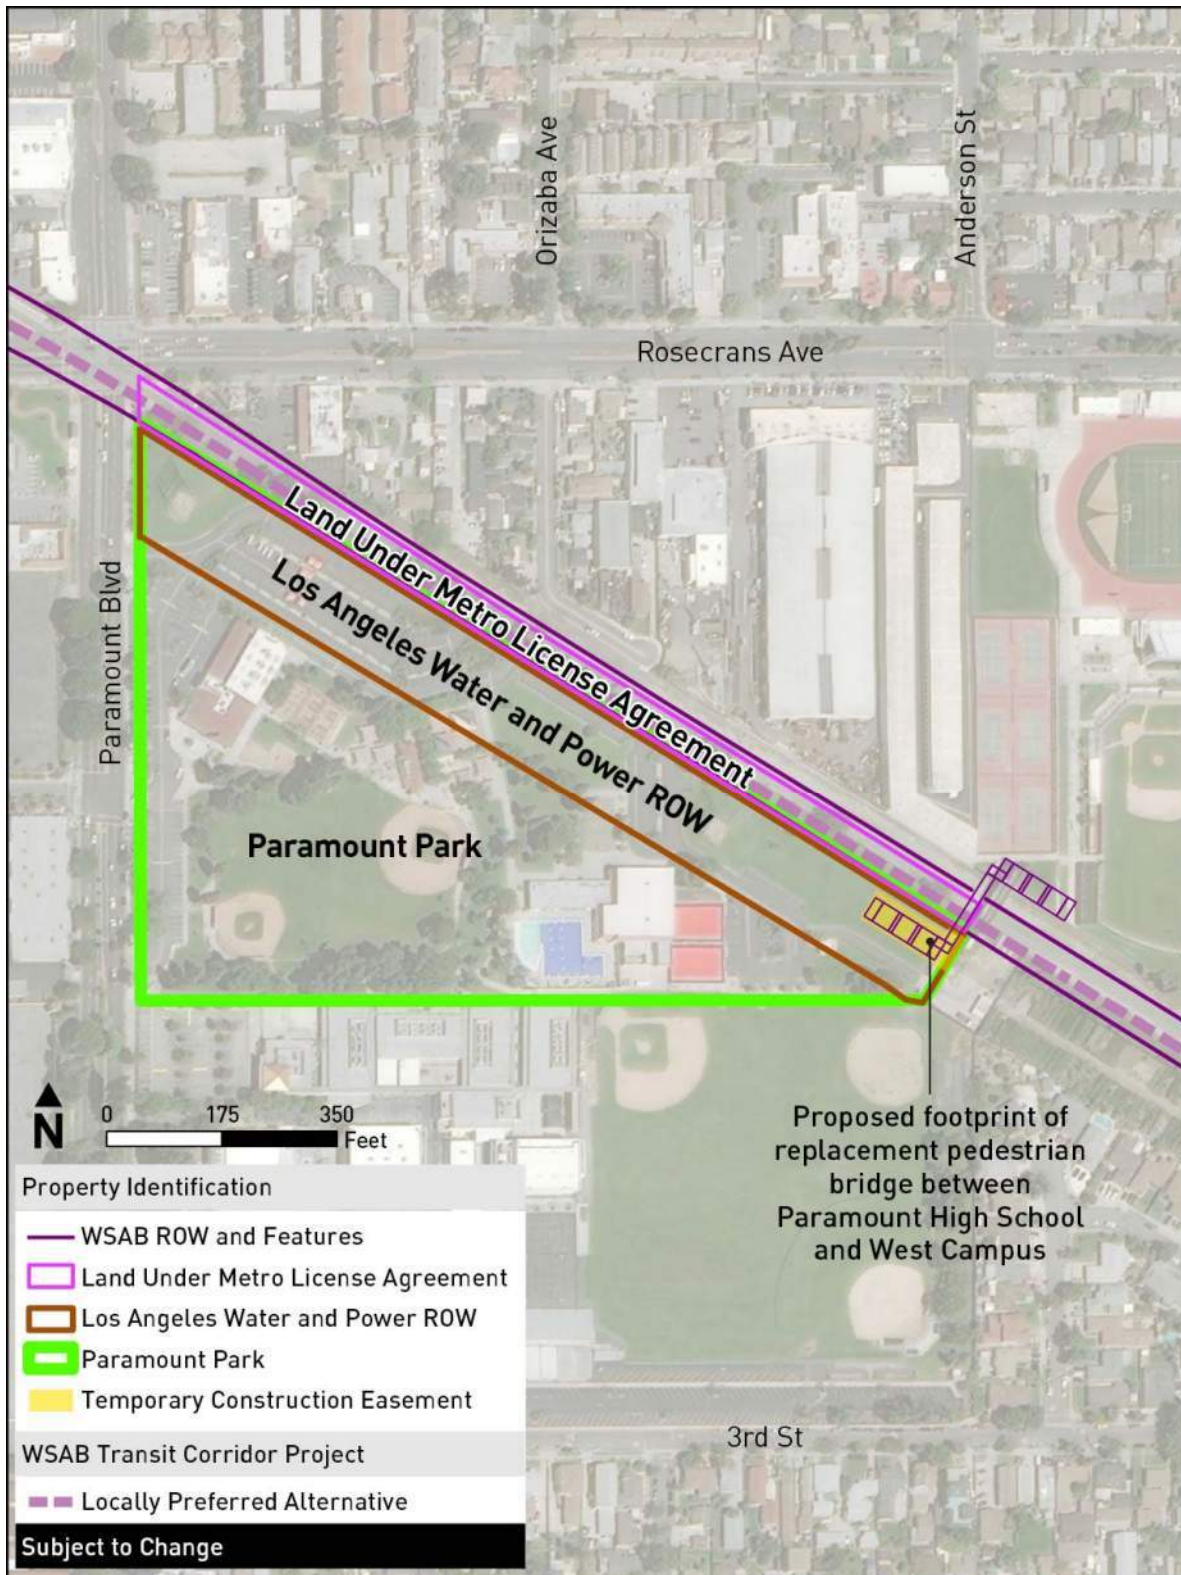 Orizaba Ave
Anderson St
Rosecrans Ave
Land Under Metro License Agreement
Los Angeles Water and Power ROW
Paramount Blvd
Paramount Park
N
0 175 350
Feet
Proposed footprint of
replacement pedestrian
bridge between
Paramount High School
and West Campus
Property Identification
WSAB ROW and Features
Land Under Metro License Agreement
Los Angeles Water and Power ROW
Paramount Park
Temporary Construction Easement
WSAB Transit Corridor Project
Locally Preferred Alternative
Subject to Change
3rd St